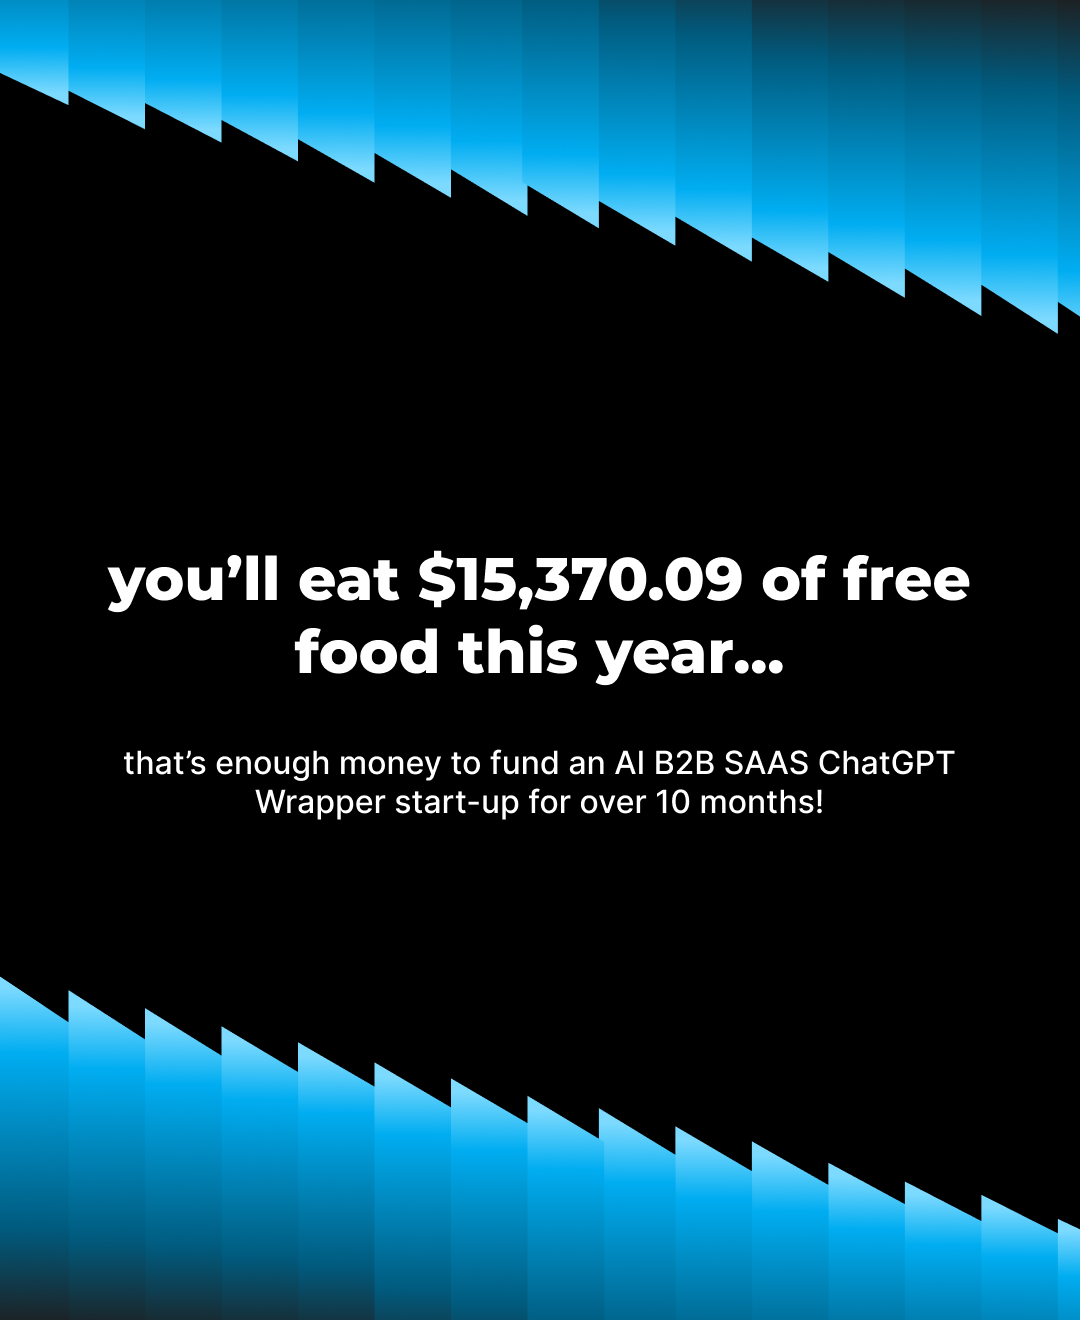 you’ll eat $15,370.09 of free
food this year...
that’s enough money to fund an AI B2B SAAS ChatGPT
Wrapper start-up for over 10 months!